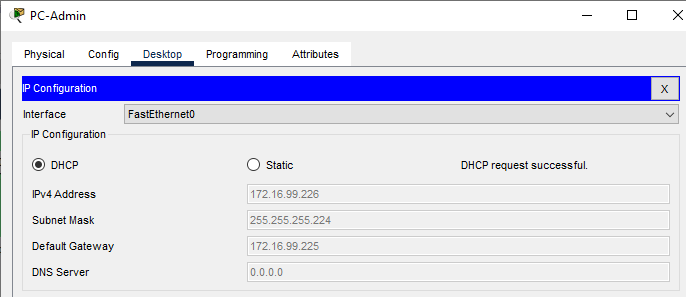 PC-Admin
Physical Config Desktop Programming Attributes
IP Configuration X
Interface FastEthernet0
IP Configuration
DHCP Static DHCP request successful.
IPv4 Address 172.16.99.226
Subnet Mask 255.255.255.224
Default Gateway 172.16.99.225
DNS Server 0.0.0.0